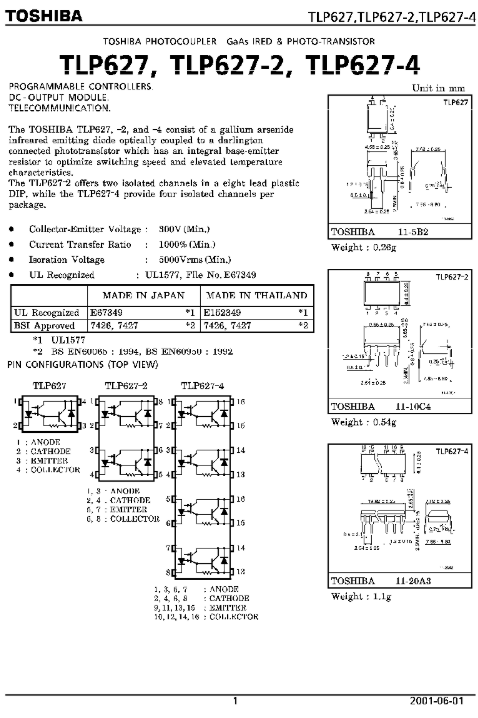 TOSHIBA
TLP627,TLP627-2,TLP627-4
TOSHIBA PHOTOCOUPLER GaAs IRED & PHOTO-TRANSISTOR
TLP627, TLP627-2, TLP627-4
PROGRAMMABLE CONTROLLERS.
DC-OUTPUT MODULE.
TELECOMMUNICATION.
The TOSHIBA TLP627, -2, and -4 consist of a gallium arsenide
infrared emitting diode optically coupled to a darlington
connected phototransistor which has an integral base-emitter
resistor to optimize switching speed and elevated temperature
characteristics.
The TLP627-2 offers two isolated channels in a eight lead plastic
DIP, while the TLP627-4 provide four isolated channels per
package.
● Collector-Emitter Voltage : 300V (Min.)
● Current Transfer Ratio : 1000% (Min.)
● Isoration Voltage : 5000Vrms (Min.)
● UL Recognized : UL1577, File No. E67349
MADE IN JAPAN MADE IN THAILAND
UL Recognized E67349 *1 E152349 *1
BSI Approved 7426, 7427 *2 7426, 7427 *2
*1 UL1577
*2 BS EN60065 : 1994, BS EN60950 : 1992
PIN CONFIGURATIONS (TOP VIEW)
TLP627 TLP627-2 TLP627-4
1 : ANODE
2 : CATHODE
3 : EMITTER
4 : COLLECTOR
1, 3 : ANODE
2, 4 : CATHODE
5, 7 : EMITTER
6, 8 : COLLECTOR
1, 3, 5, 7 : ANODE
2, 4, 6, 8 : CATHODE
9, 11, 13, 15 : EMITTER
10, 12, 14, 16 : COLLECTOR
Unit in mm
TLP627
TOSHIBA 11-5B2
Weight : 0.26g
TLP627-2
TOSHIBA 11-10C4
Weight : 0.54g
TLP627-4
TOSHIBA 11-20A3
Weight : 1.1g
1
2001-06-01